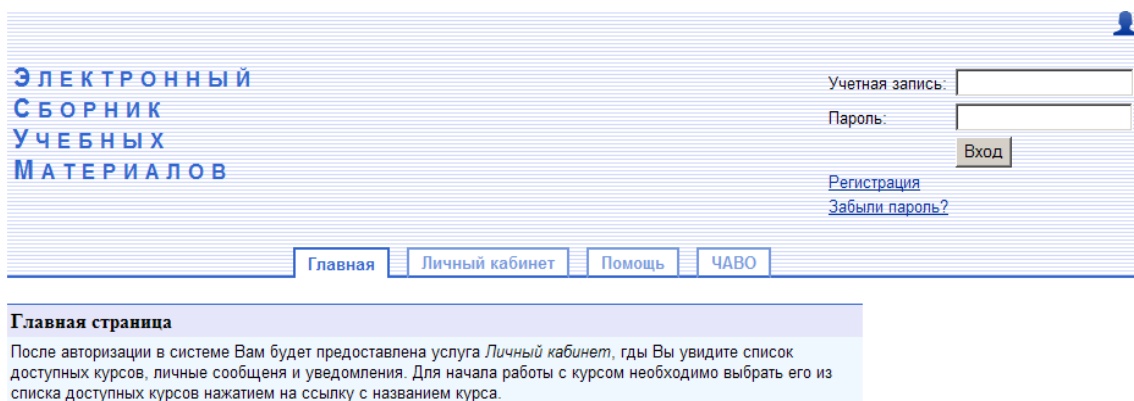 ЭЛЕКТРОННЫЙ
СБОРНИК
УЧЕБНЫХ
МАТЕРИАЛОВ
Учетная запись:
Пароль:
Вход
Регистрация
Забыли пароль?
Главная Личный кабинет Помощь ЧАВО
Главная страница
После авторизации в системе Вам будет предоставлена услуга Личный кабинет, гды Вы увидите список
доступных курсов, личные сообщеня и уведомления. Для начала работы с курсом необходимо выбрать его из
списка доступных курсов нажатием на ссылку с названием курса.